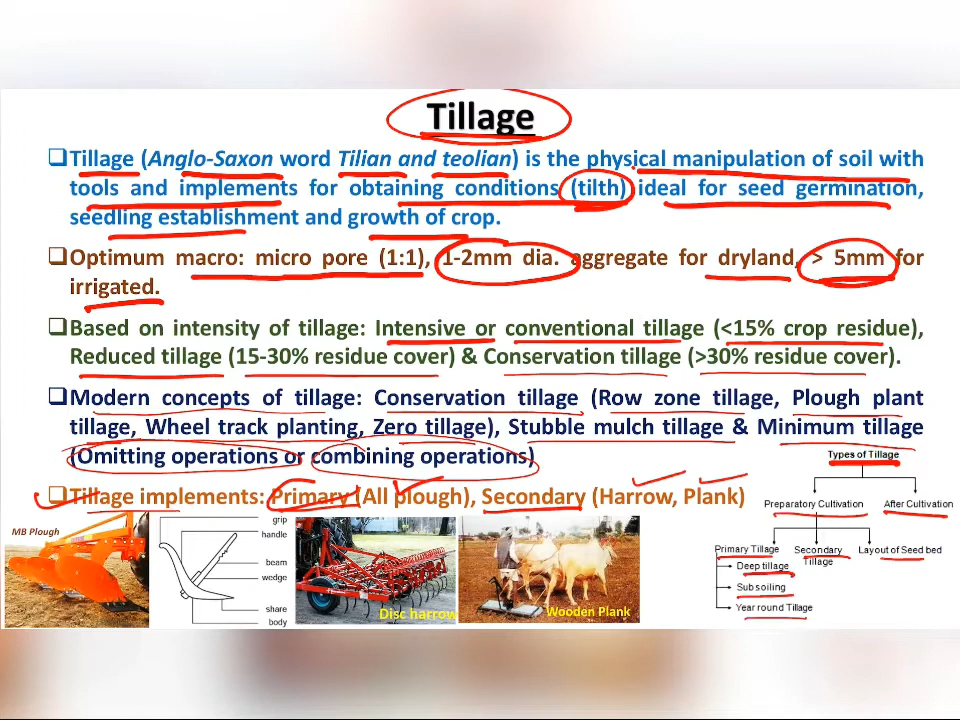 Tillage
❑Tillage (Anglo-Saxon word Tilian and teolian) is the physical manipulation of soil with
tools and implements for obtaining conditions (tilth) ideal for seed germination,
seedling establishment and growth of crop.
❑Optimum macro: micro pore (1:1), 1-2mm dia. aggregate for dryland, > 5mm for
irrigated.
❑Based on intensity of tillage: Intensive or conventional tillage (<15% crop residue),
Reduced tillage (15-30% residue cover) & Conservation tillage (>30% residue cover).
❑Modern concepts of tillage: Conservation tillage (Row zone tillage, Plough plant
tillage, Wheel track planting, Zero tillage), Stubble mulch tillage & Minimum tillage
(Omitting operations or combining operations)
❑Tillage implements: Primary (All plough), Secondary (Harrow, Plank)
MB Plough
grip
handle
beam
wedge
share
body
Disc harrow
Wooden Plank
Types of Tillage
Preparatory Cultivation
After Cultivation
Primary Tillage
Secondary
Tillage
Layout of Seed bed
Deep tillage
Sub soiling
Year round Tillage